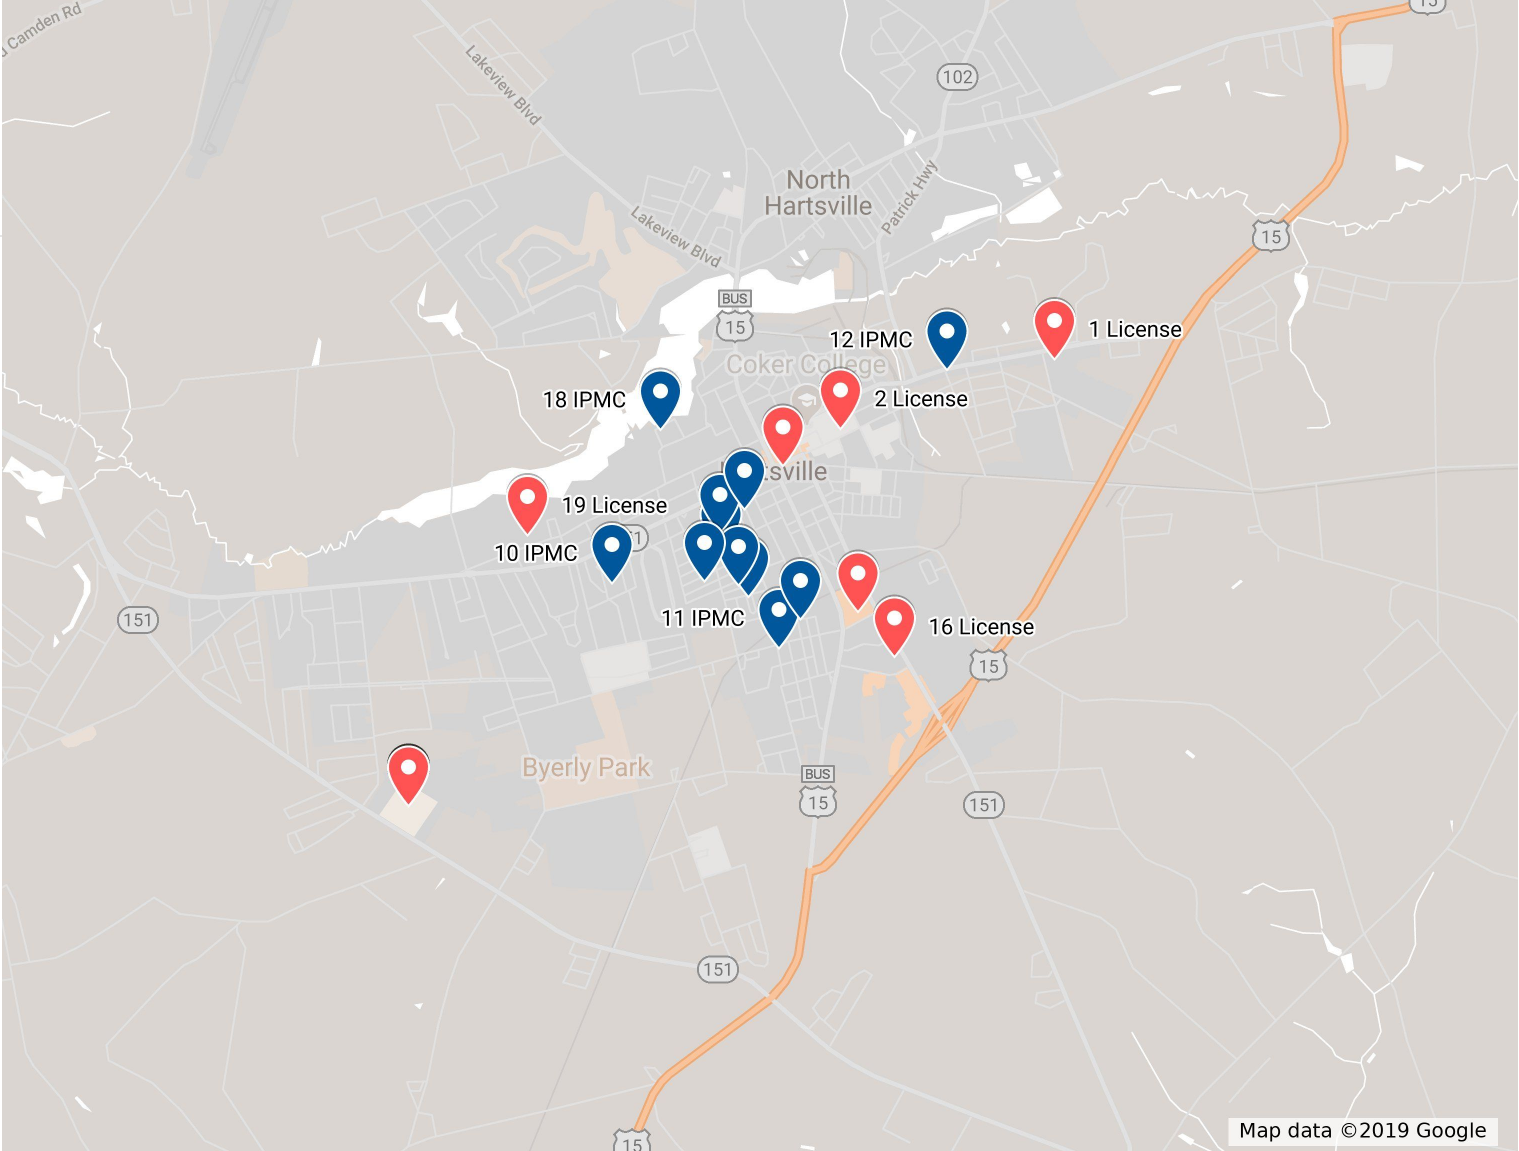 15
d Camden Rd
Lakeview Blvd
102
North
Hartsville
Patrick Hwy
Lakeview Blvd
15
BUS
15
12 IPMC
1 License
Coker College
18 IPMC
2 License
sville
19 License
10 IPMC
11 IPMC
151
16 License
15
Byerly Park
BUS
15
151
151
15
Map data ©2019 Google